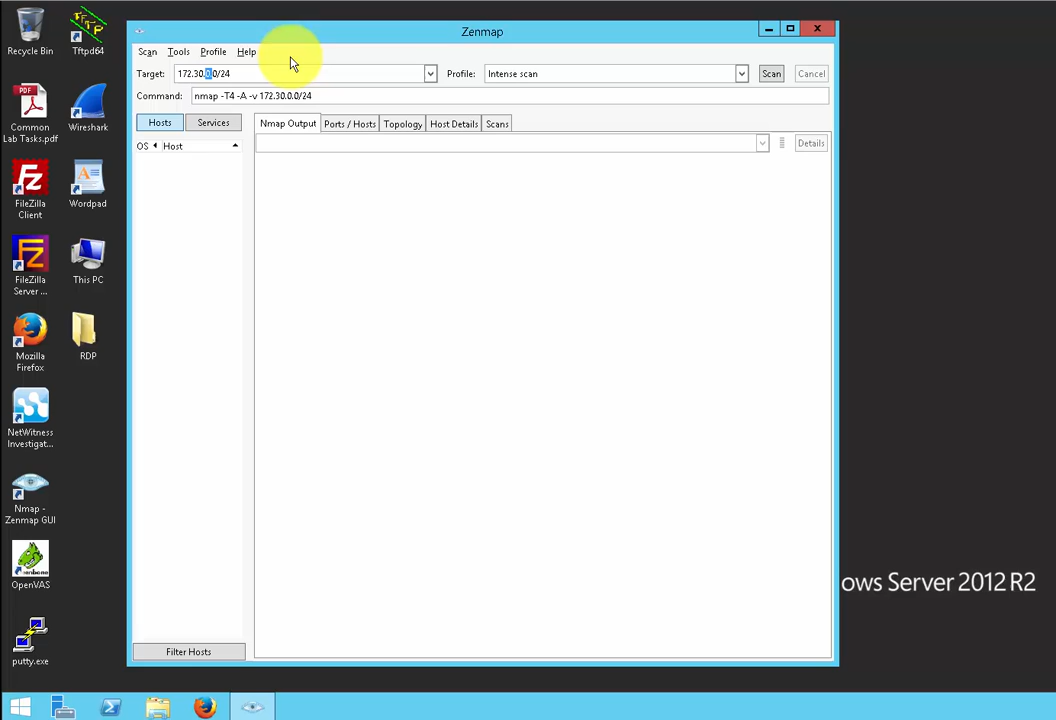 Recycle Bin
Tftpd64
Common
Lab Tasks.pdf
Wireshark
FileZilla
Client
Wordpad
FileZilla
Server ...
This PC
Mozilla
Firefox
RDP
NetWitness
Investigat...
Nmap -
Zenmap GUI
OpenVAS
putty.exe
Zenmap
Scan Tools Profile Help
Target: 172.30.0.0/24 Profile: Intense scan Scan Cancel
Command: nmap -T4 -A -v 172.30.0.0/24
Hosts Services Nmap Output Ports / Hosts Topology Host Details Scans
OS Host Details
Filter Hosts
ows Server 2012 R2